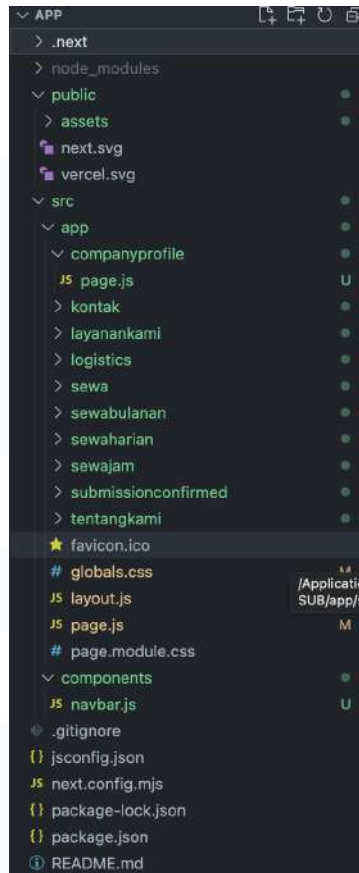 APP
.next
node_modules
public
assets
next.svg
vercel.svg
src
app
companyprofile
JS page.js U
kontak
layanankami
logistics
sewa
sewabulanan
sewaharian
sewajam
submissionconfirmed
tentangkami
favicon.ico
# globals.css
JS layout.js
/Applicati
SUB/app/
JS page.js M
# page.module.css
components
JS navbar.js U
.gitignore
{} jsconfig.json
JS next.config.mjs
{} package-lock.json
{} package.json
README.md